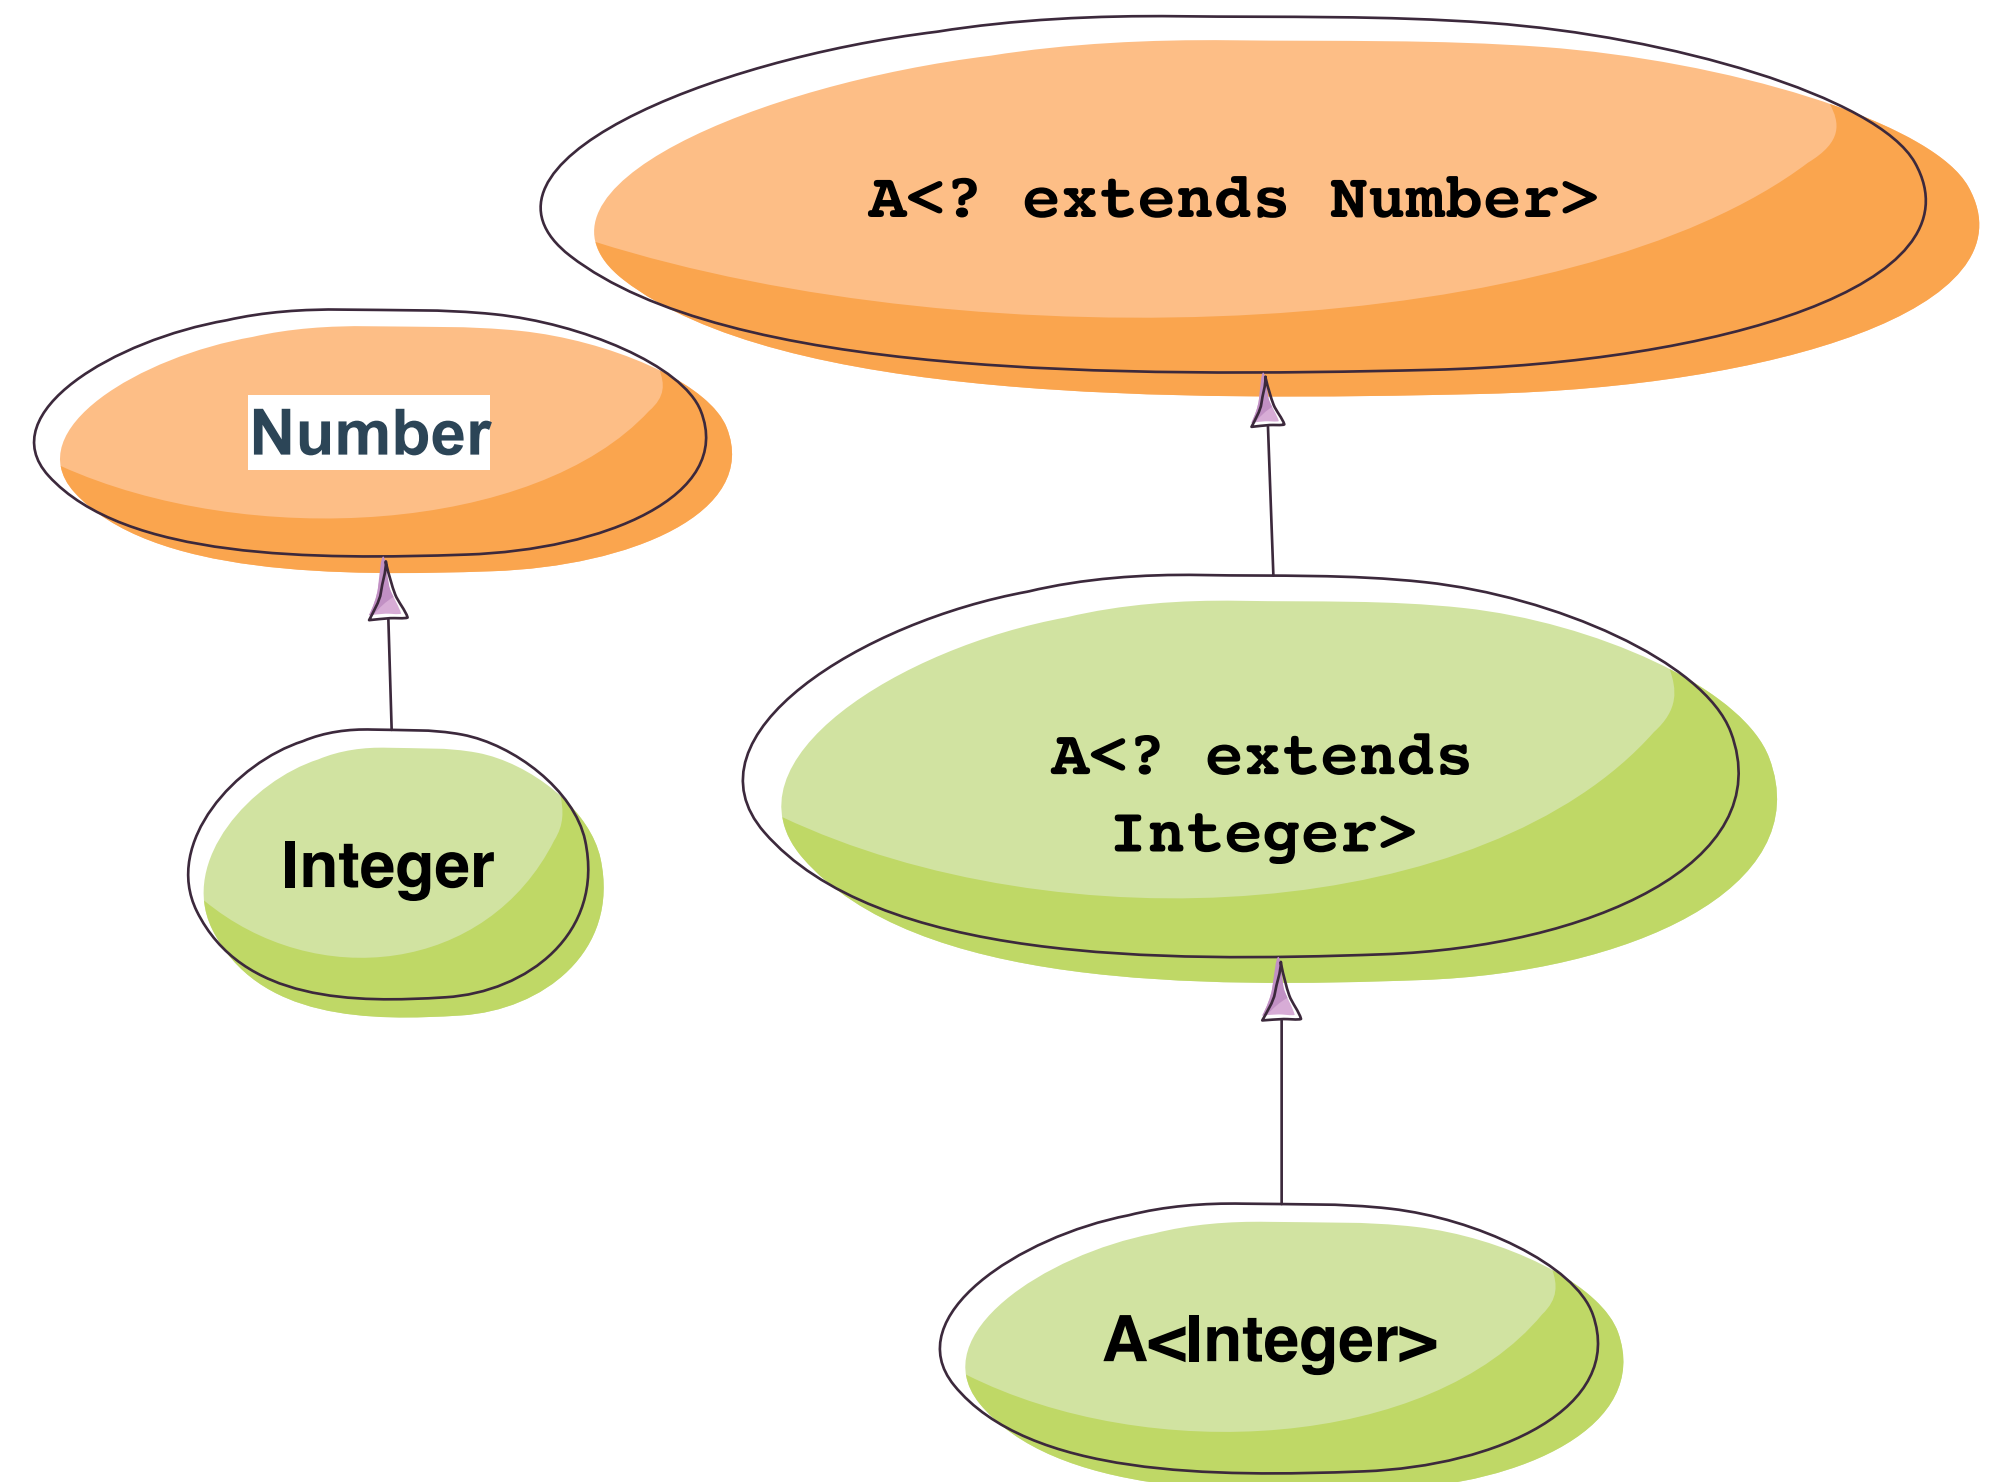 A<? extends Number>
Number
A<? extends
Integer>
Integer
A<Integer>